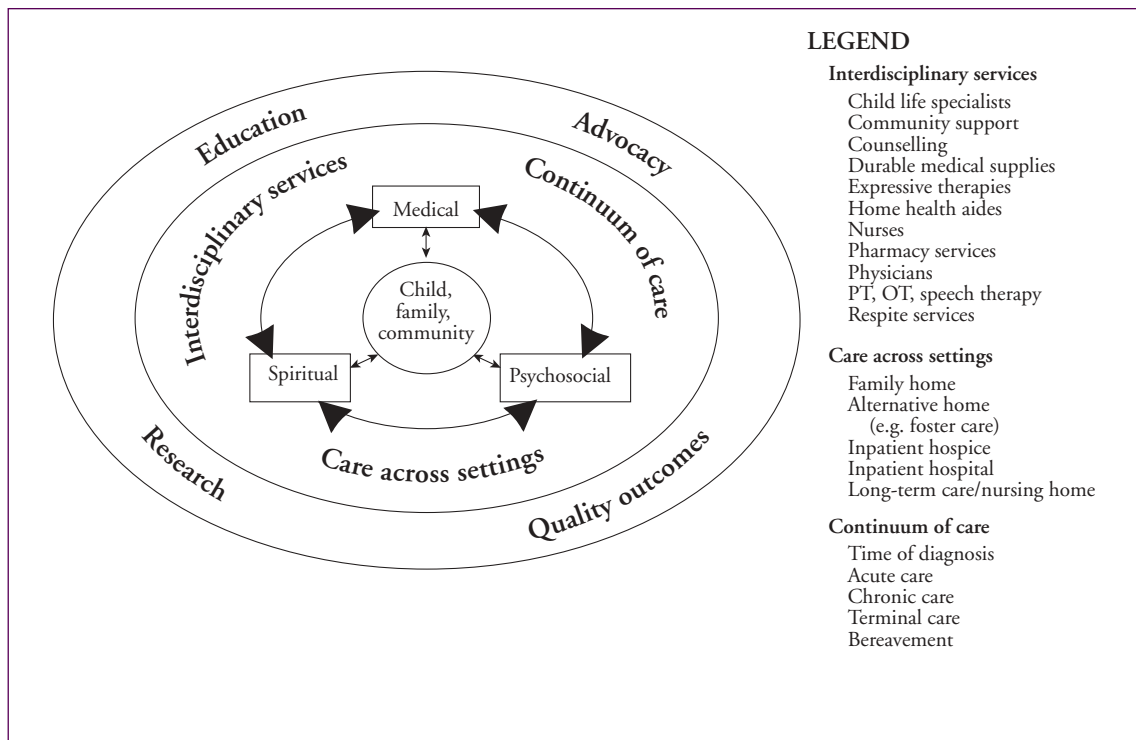 Education
Advocacy
Interdisciplinary services
Continuum of care
Medical
Child,
family,
community
Spiritual
Psychosocial
Care across settings
Research
Quality outcomes
LEGEND
Interdisciplinary services
Child life specialists
Community support
Counselling
Durable medical supplies
Expressive therapies
Home health aides
Nurses
Pharmacy services
Physicians
PT, OT, speech therapy
Respite services
Care across settings
Family home
Alternative home
(e.g. foster care)
Inpatient hospice
Inpatient hospital
Long-term care/nursing home
Continuum of care
Time of diagnosis
Acute care
Chronic care
Terminal care
Bereavement